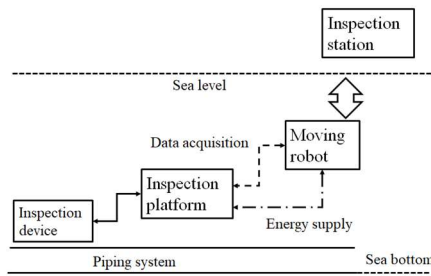 Inspection
station
Sea level
Data acquisition
Moving
robot
Inspection
platform
Inspection
device
Energy supply
Piping system
Sea bottom